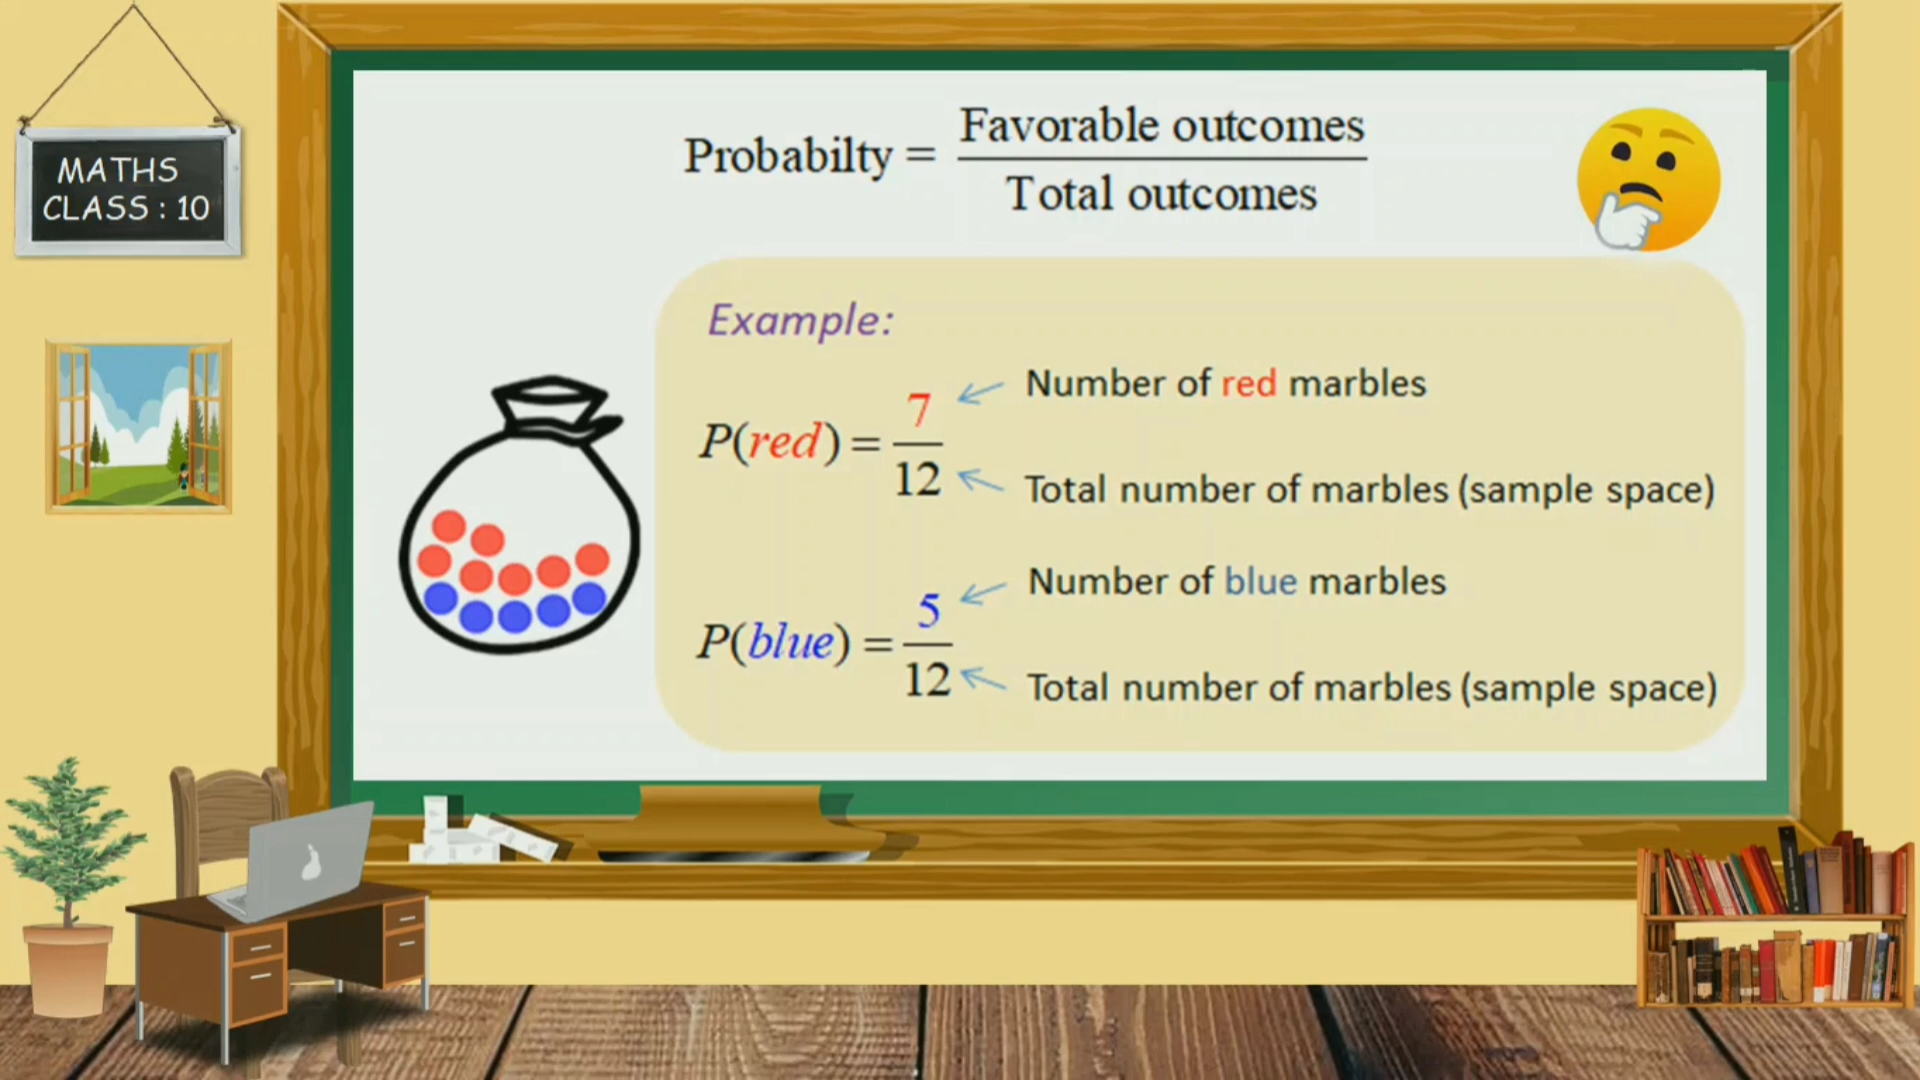 MATHS
CLASS : 10
Probabilty = Favorable outcomes
Total outcomes
Example:
P(red) = 7
12
Number of red marbles
Total number of marbles (sample space)
P(blue) = 5
12
Number of blue marbles
Total number of marbles (sample space)